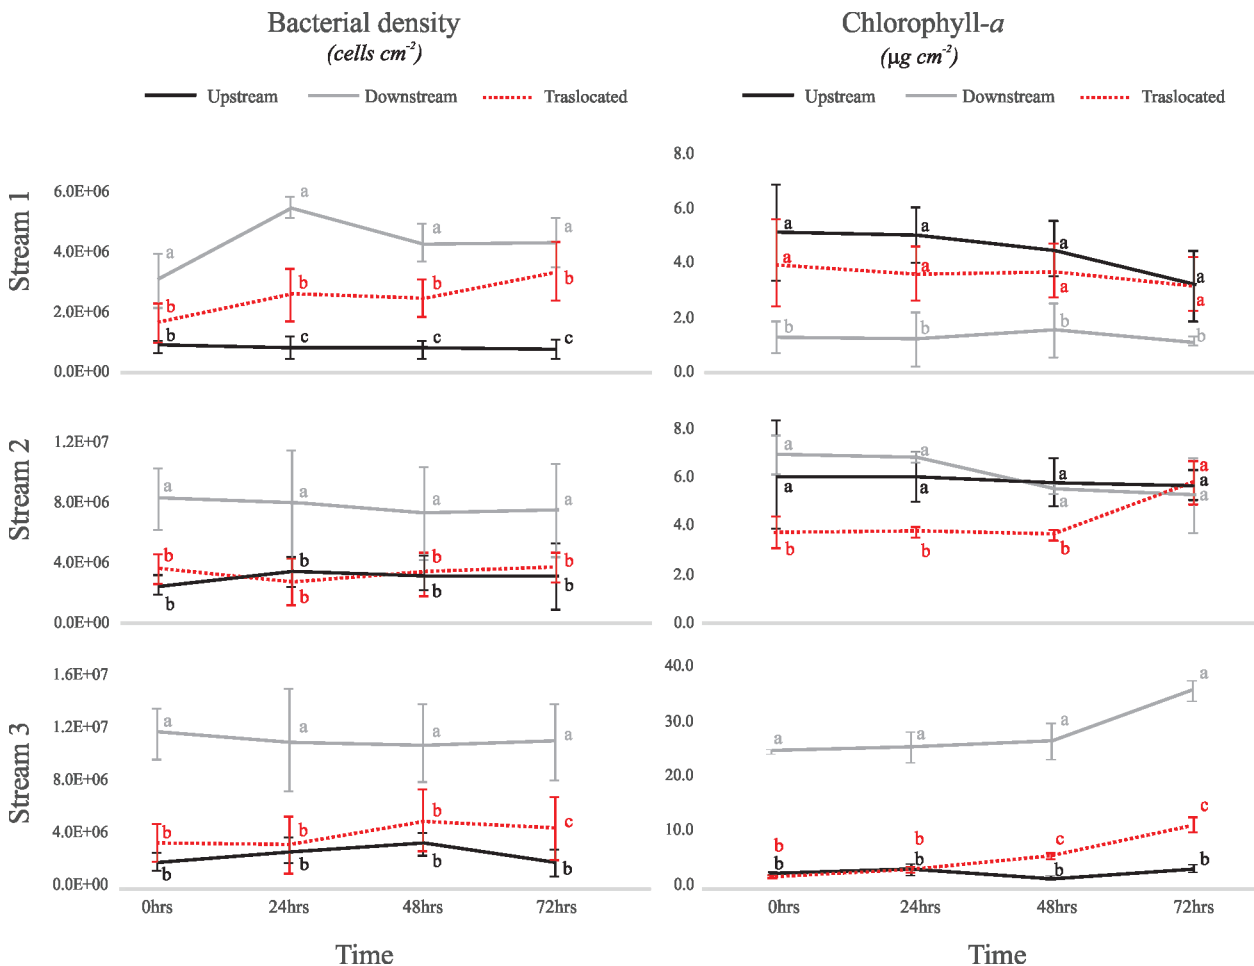 Bacterial density
(cells cm⁻²)
Upstream Downstream Traslocated
Chlorophyll-a
(µg cm⁻²)
Upstream Downstream Traslocated
Stream 1
6.0E+06
4.0E+06
2.0E+06
0.0E+00
a a a a
b b b b
b c c c
8.0
6.0
4.0
2.0
0.0
a a a a
a a a a
b b b b
Stream 2
1.2E+07
8.0E+06
4.0E+06
0.0E+00
a a a a
b b b b
b b b b
8.0
6.0
4.0
2.0
0.0
a a a a
a a a a
b b b a
Stream 3
1.6E+07
1.2E+07
8.0E+06
4.0E+06
0.0E+00
a a a a
b b b c
b b b b
40.0
30.0
20.0
10.0
0.0
a a a a
b b c c
b b b b
0hrs 24hrs 48hrs 72hrs
Time
0hrs 24hrs 48hrs 72hrs
Time